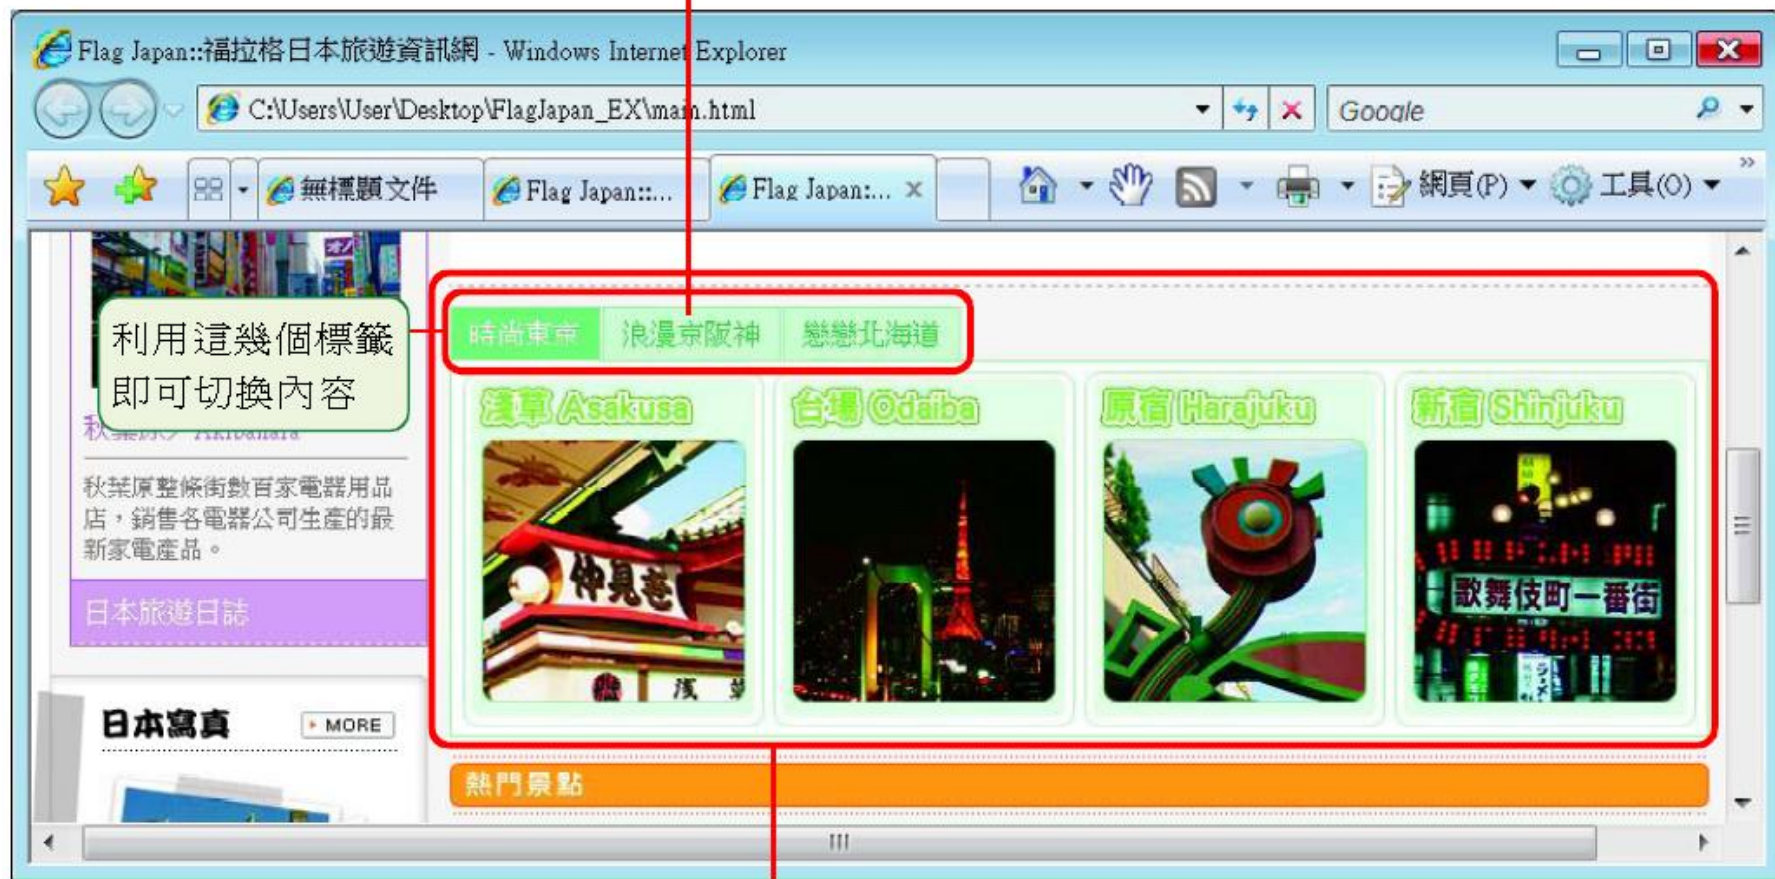 Flag Japan::福拉格日本旅遊資訊網 - Windows Internet Explorer
C:\Users\User\Desktop\FlagJapan_EX\main.html
Google
無標題文件
Flag Japan::...
Flag Japan:...
網頁(P)
工具(O)
利用這幾個標籤
即可切換內容
時尚東京
浪漫京阪神
戀戀北海道
淺草 Asakusa
台場 Odaiba
原宿 Harajuku
新宿 Shinjuku
仲見世
歌舞伎町一番街
秋葉原整條街數百家電器用品
店，銷售各電器公司生產的最
新家電產品。
日本旅遊日誌
日本寫真
MORE
熱門景點